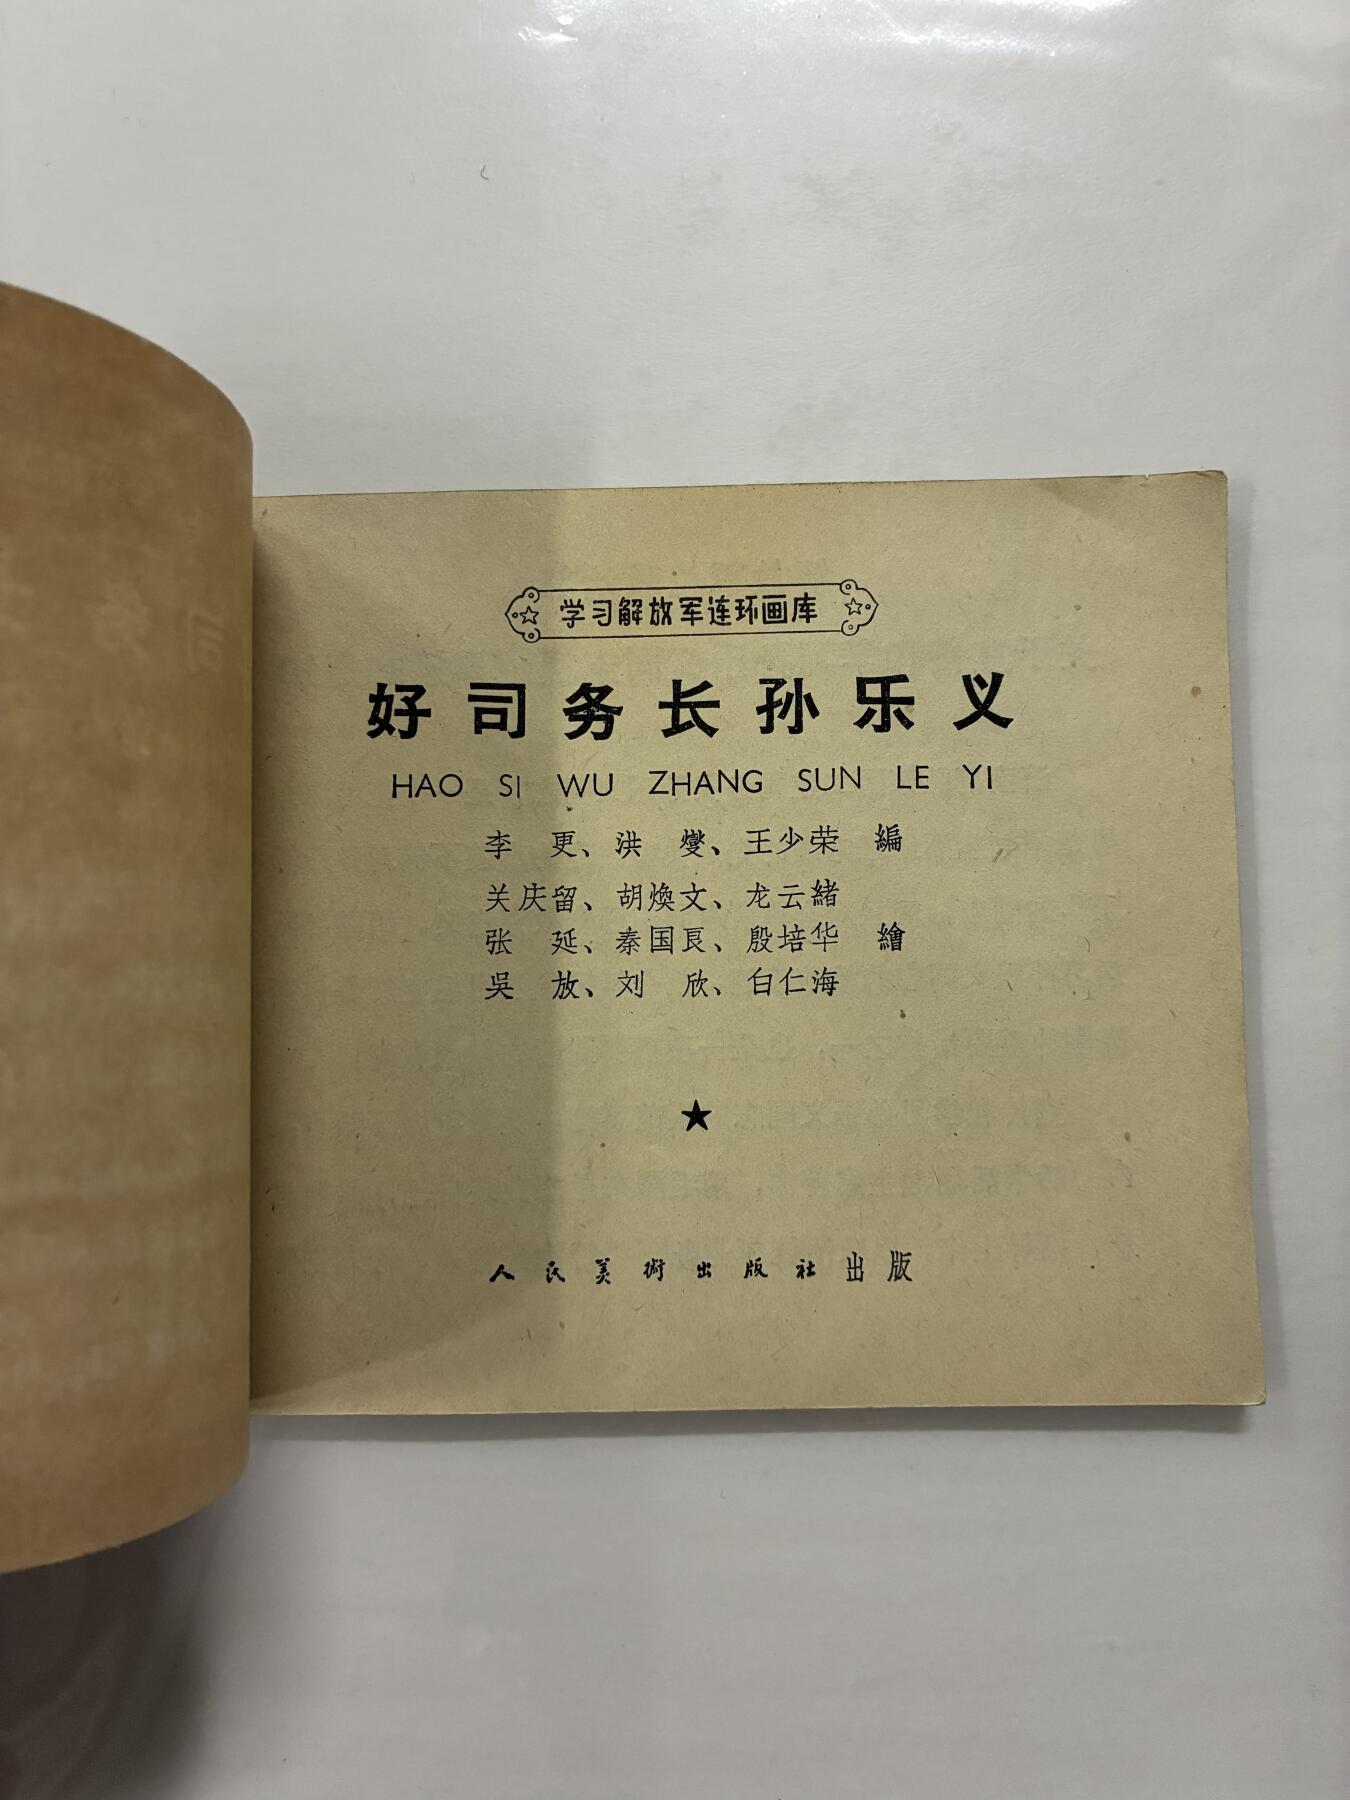 学习解放军连环画库
好司务长孙乐义
HAO SI WU ZHANG SUN LE YI
李 更、洪 燮、王少荣 編
关庆留、胡煥文、龙云緒
张 延、秦国良、殷培华 繪
吳 放、刘 欣、白仁海
★
人民美術出版社出版